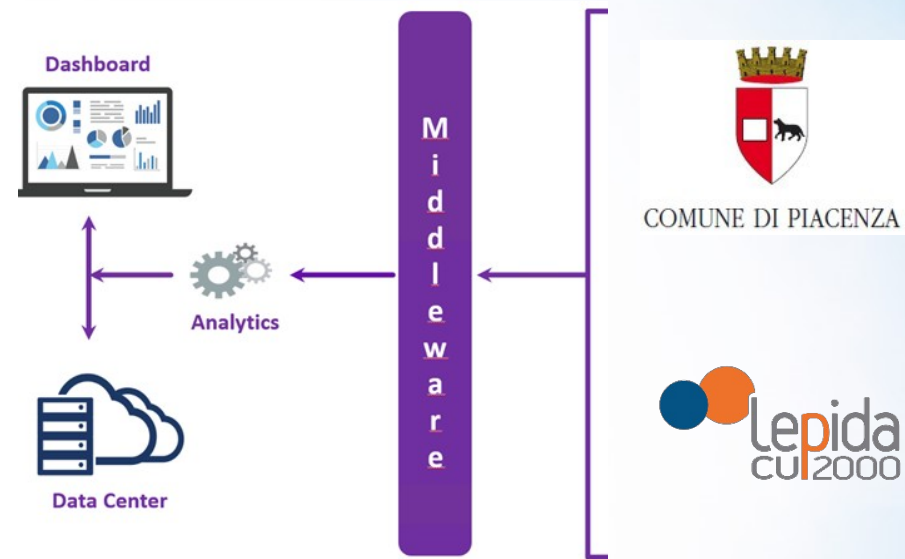 Dashboard
Analytics
Data Center
Middleware
COMUNE DI PIACENZA
lepida
cup2000